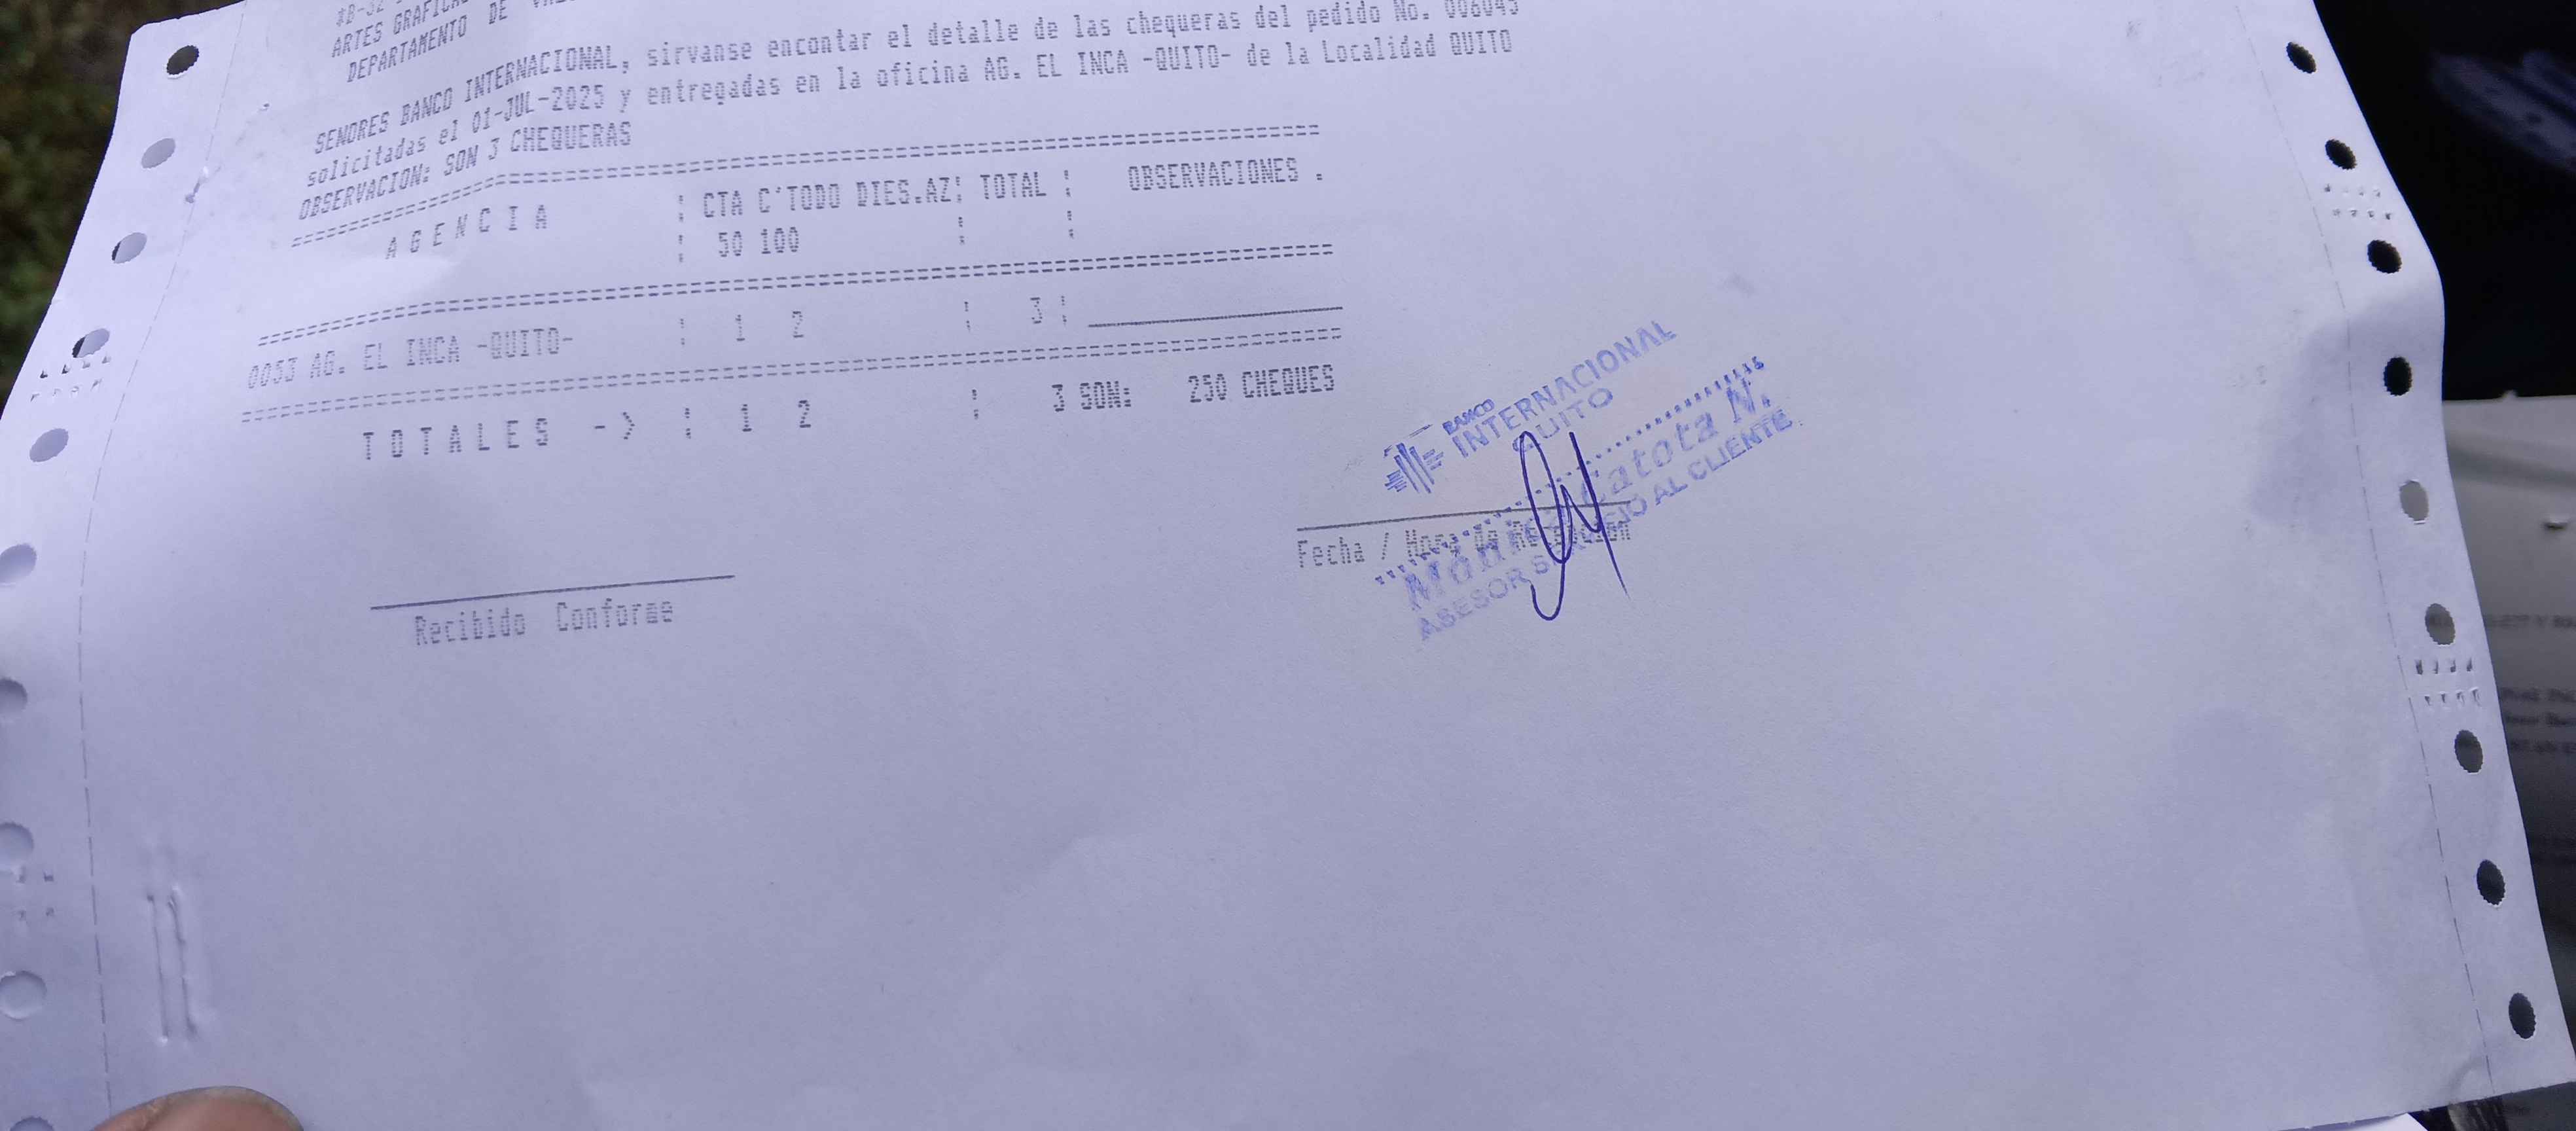 ARTES GRAFICAS
DEPARTAMENTO DE
SENORES BANCO INTERNACIONAL, sirvanse encontar el detalle de las chequeras del pedido No. 006045
solicitadas el 01-JUL-2025 y entregadas en la oficina AG. EL INCA -QUITO- de la Localidad QUITO
OBSERVACION: SON 3 CHEQUERAS
================================================
A G E N C I A ¦ CTA C'TODO DIES.AZ¦ TOTAL ¦ OBSERVACIONES .
¦ 50 100 ¦ ¦
================================================
0053 AG. EL INCA -QUITO- ¦ 1 2 ¦ 3 ¦
================================================
T O T A L E S -> ¦ 1 2 ¦ 3 SON: 250 CHEQUES
BANCO
INTERNACIONAL
QUITO
Catota N.
AL CLIENTE
ASESOR
Fecha / Hora de
Recibido Conforme